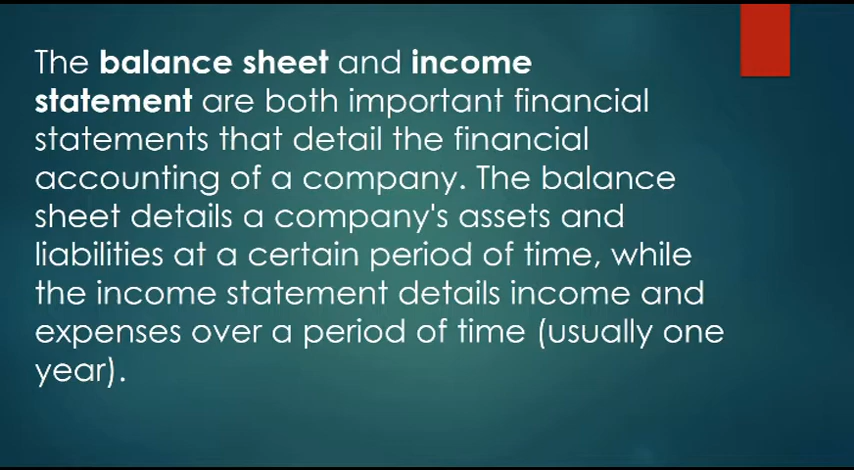 The balance sheet and income
statement are both important financial
statements that detail the financial
accounting of a company. The balance
sheet details a company's assets and
liabilities at a certain period of time, while
the income statement details income and
expenses over a period of time (usually one
year).